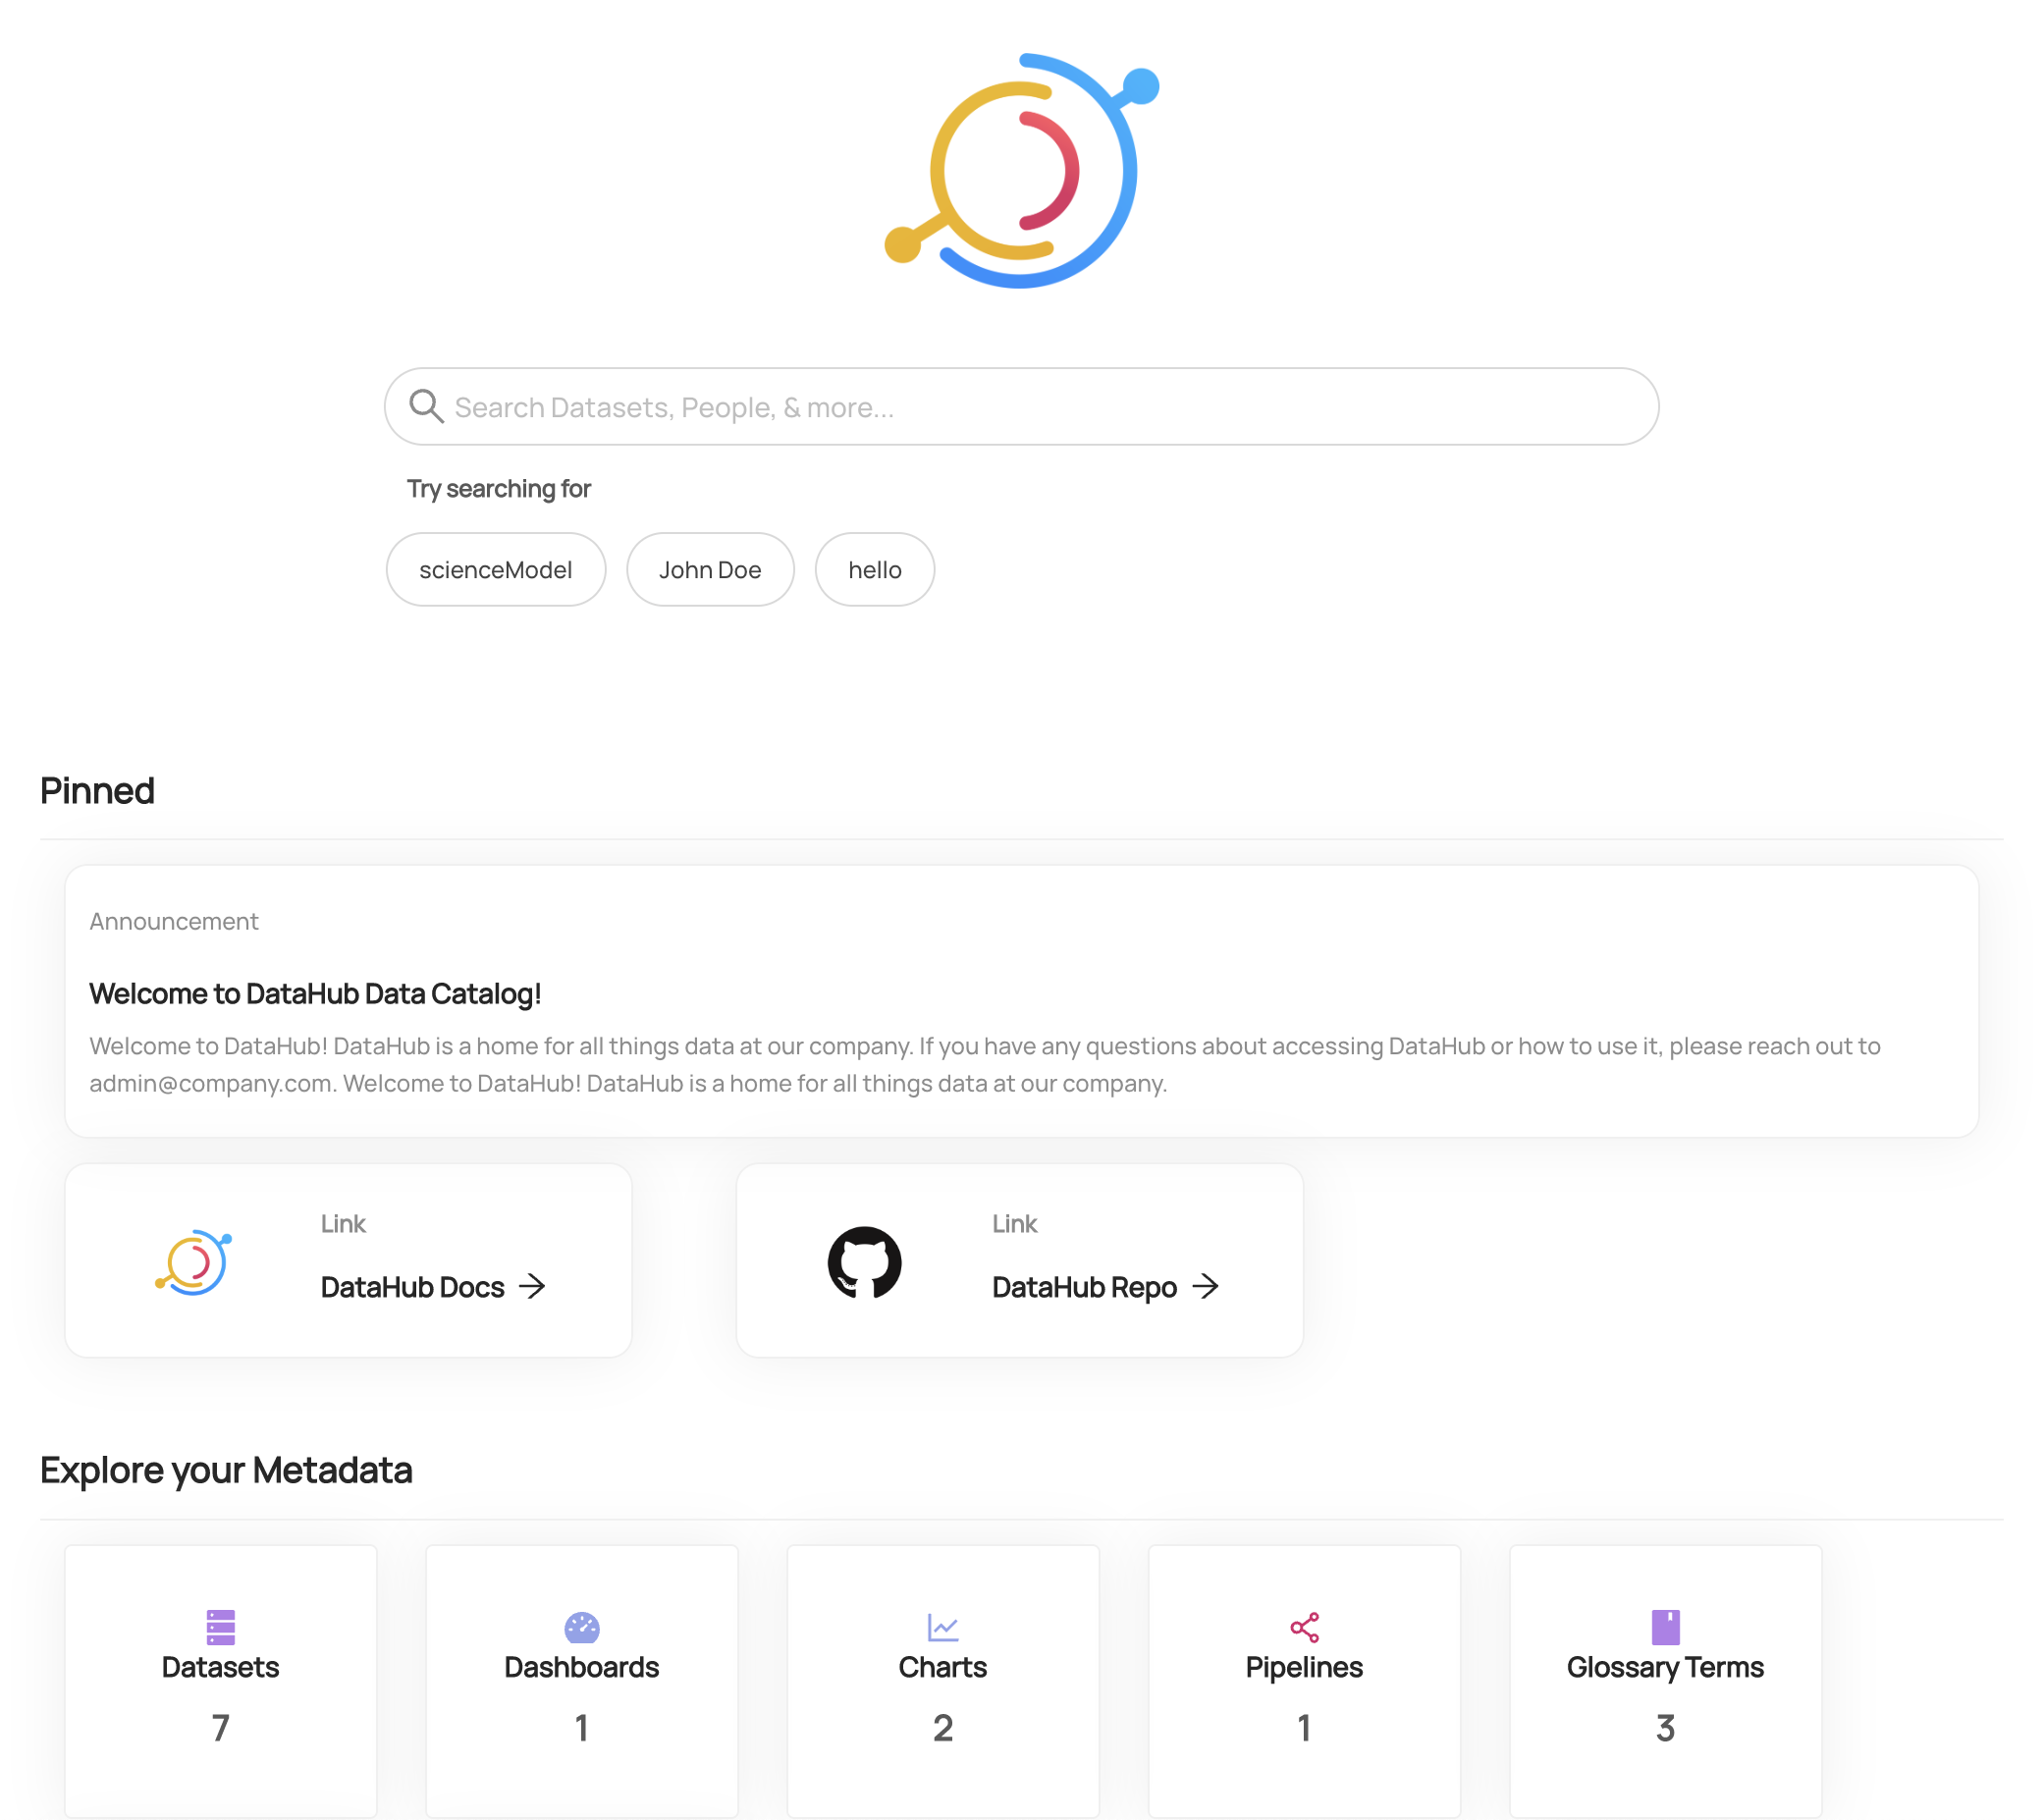 Search Datasets, People, & more...
Try searching for
scienceModel John Doe hello
Pinned
Announcement
Welcome to DataHub Data Catalog!
Welcome to DataHub! DataHub is a home for all things data at our company. If you have any questions about accessing DataHub or how to use it, please reach out to
admin@company.com. Welcome to DataHub! DataHub is a home for all things data at our company.
Link
DataHub Docs
Link
DataHub Repo
Explore your Metadata
Datasets
7
Dashboards
1
Charts
2
Pipelines
1
Glossary Terms
3